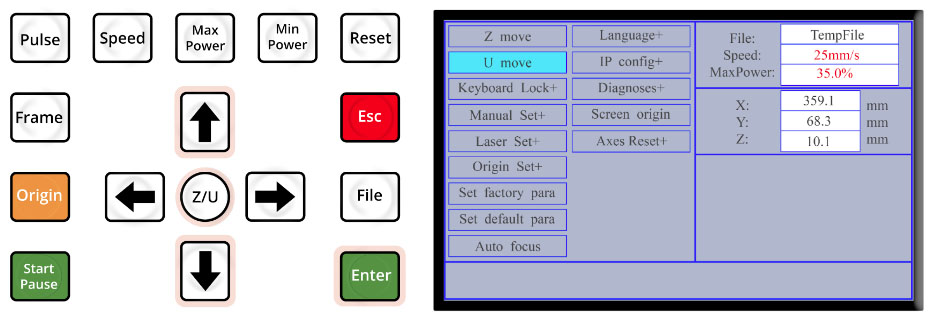 Pulse
Speed
Max
Power
Min
Power
Reset
Frame
Esc
Origin
Z/U
File
Start
Pause
Enter
Z move
U move
Keyboard Lock+
Manual Set+
Laser Set+
Origin Set+
Set factory para
Set default para
Auto focus
Language+
IP config+
Diagnoses+
Screen origin
Axes Reset+
File: TempFile
Speed: 25mm/s
MaxPower: 35.0%
X: 359.1 mm
Y: 68.3 mm
Z: 10.1 mm